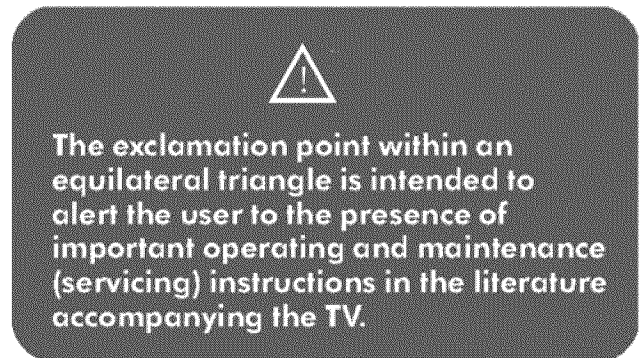 !
The exclamation point within an
equilateral triangle is intended to
alert the user to the presence of
important operating and maintenance
(servicing) instructions in the literature
accompanying the TV.